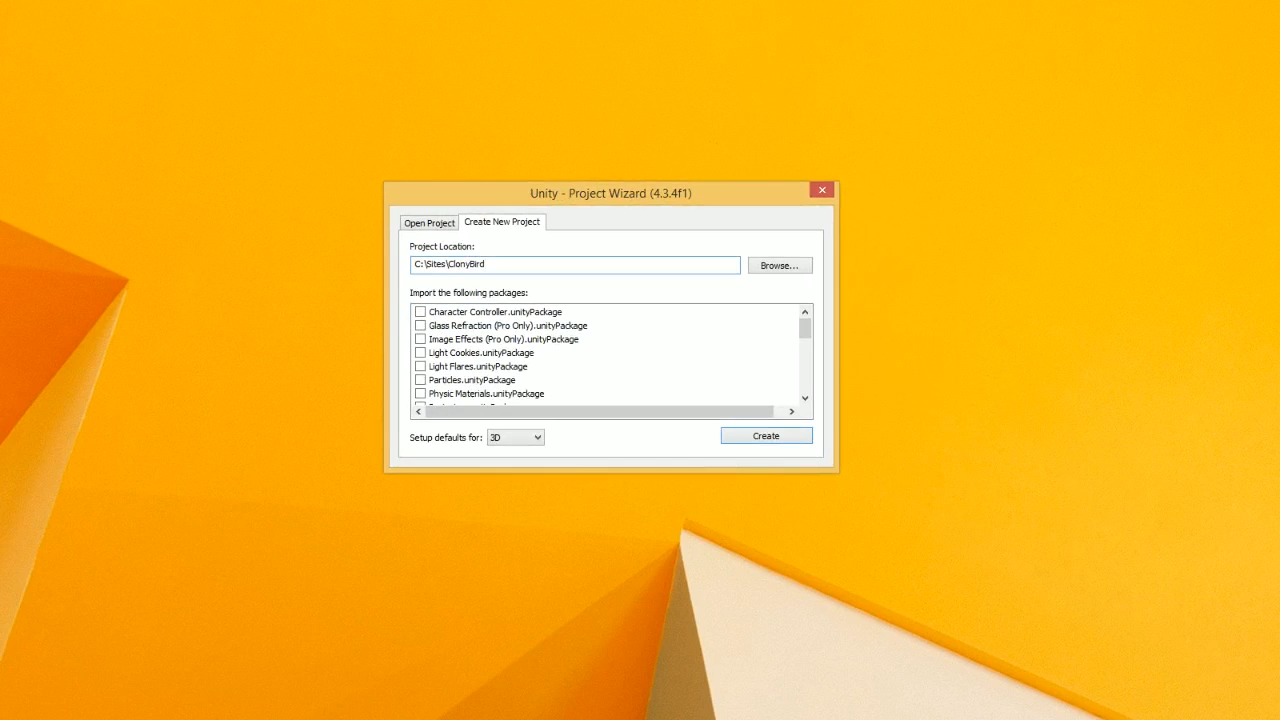 Unity - Project Wizard (4.3.4f1)
Open Project
Create New Project
Project Location:
C:\Sites\ClonyBird
Browse...
Import the following packages:
Character Controller.unityPackage
Glass Refraction (Pro Only).unityPackage
Image Effects (Pro Only).unityPackage
Light Cookies.unityPackage
Light Flares.unityPackage
Particles.unityPackage
Physic Materials.unityPackage
Setup defaults for: 3D
Create